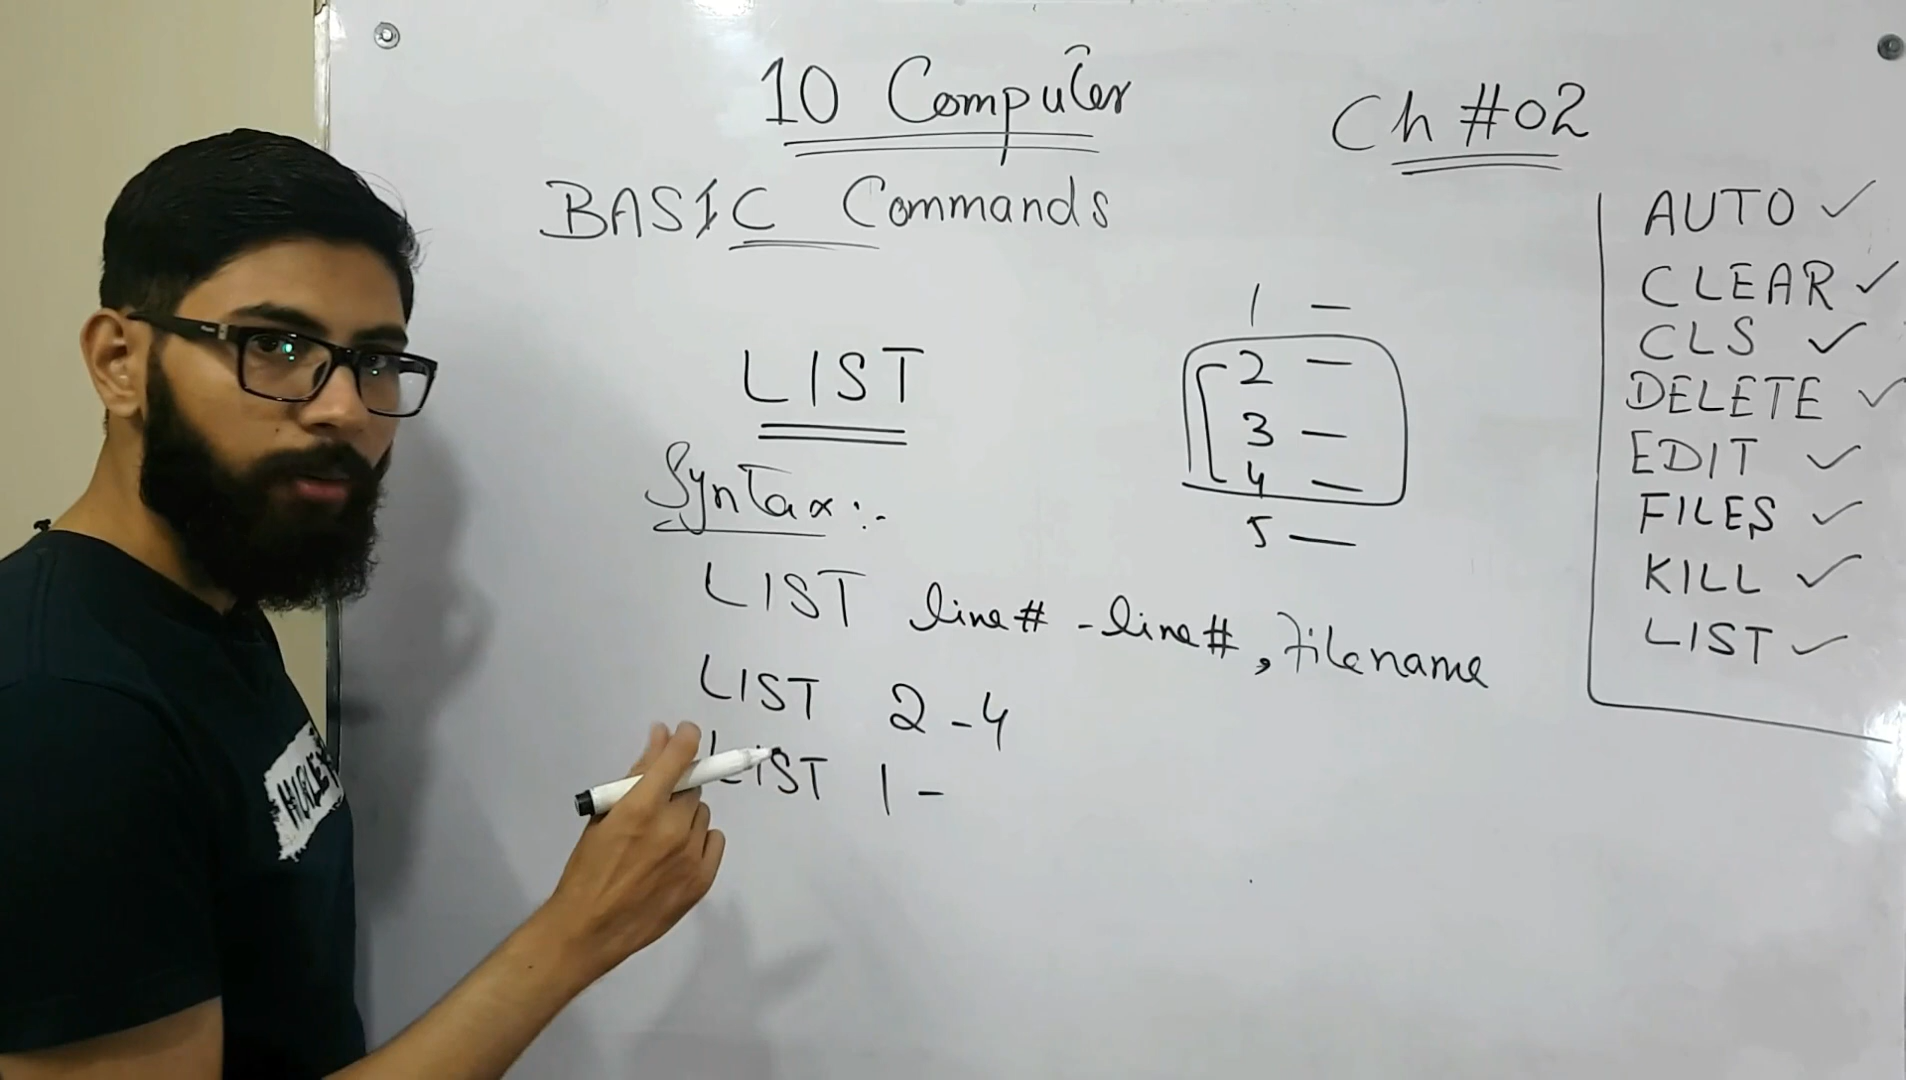 10 Computer
Ch #02
BASIC Commands
LIST
Syntax:-
LIST line# -line#, filename
LIST 2 -4
LIST 1 -
1 —
2 —
3 —
4 —
5 —
AUTO ✓
CLEAR ✓
CLS ✓
DELETE ✓
EDIT ✓
FILES ✓
KILL ✓
LIST ✓